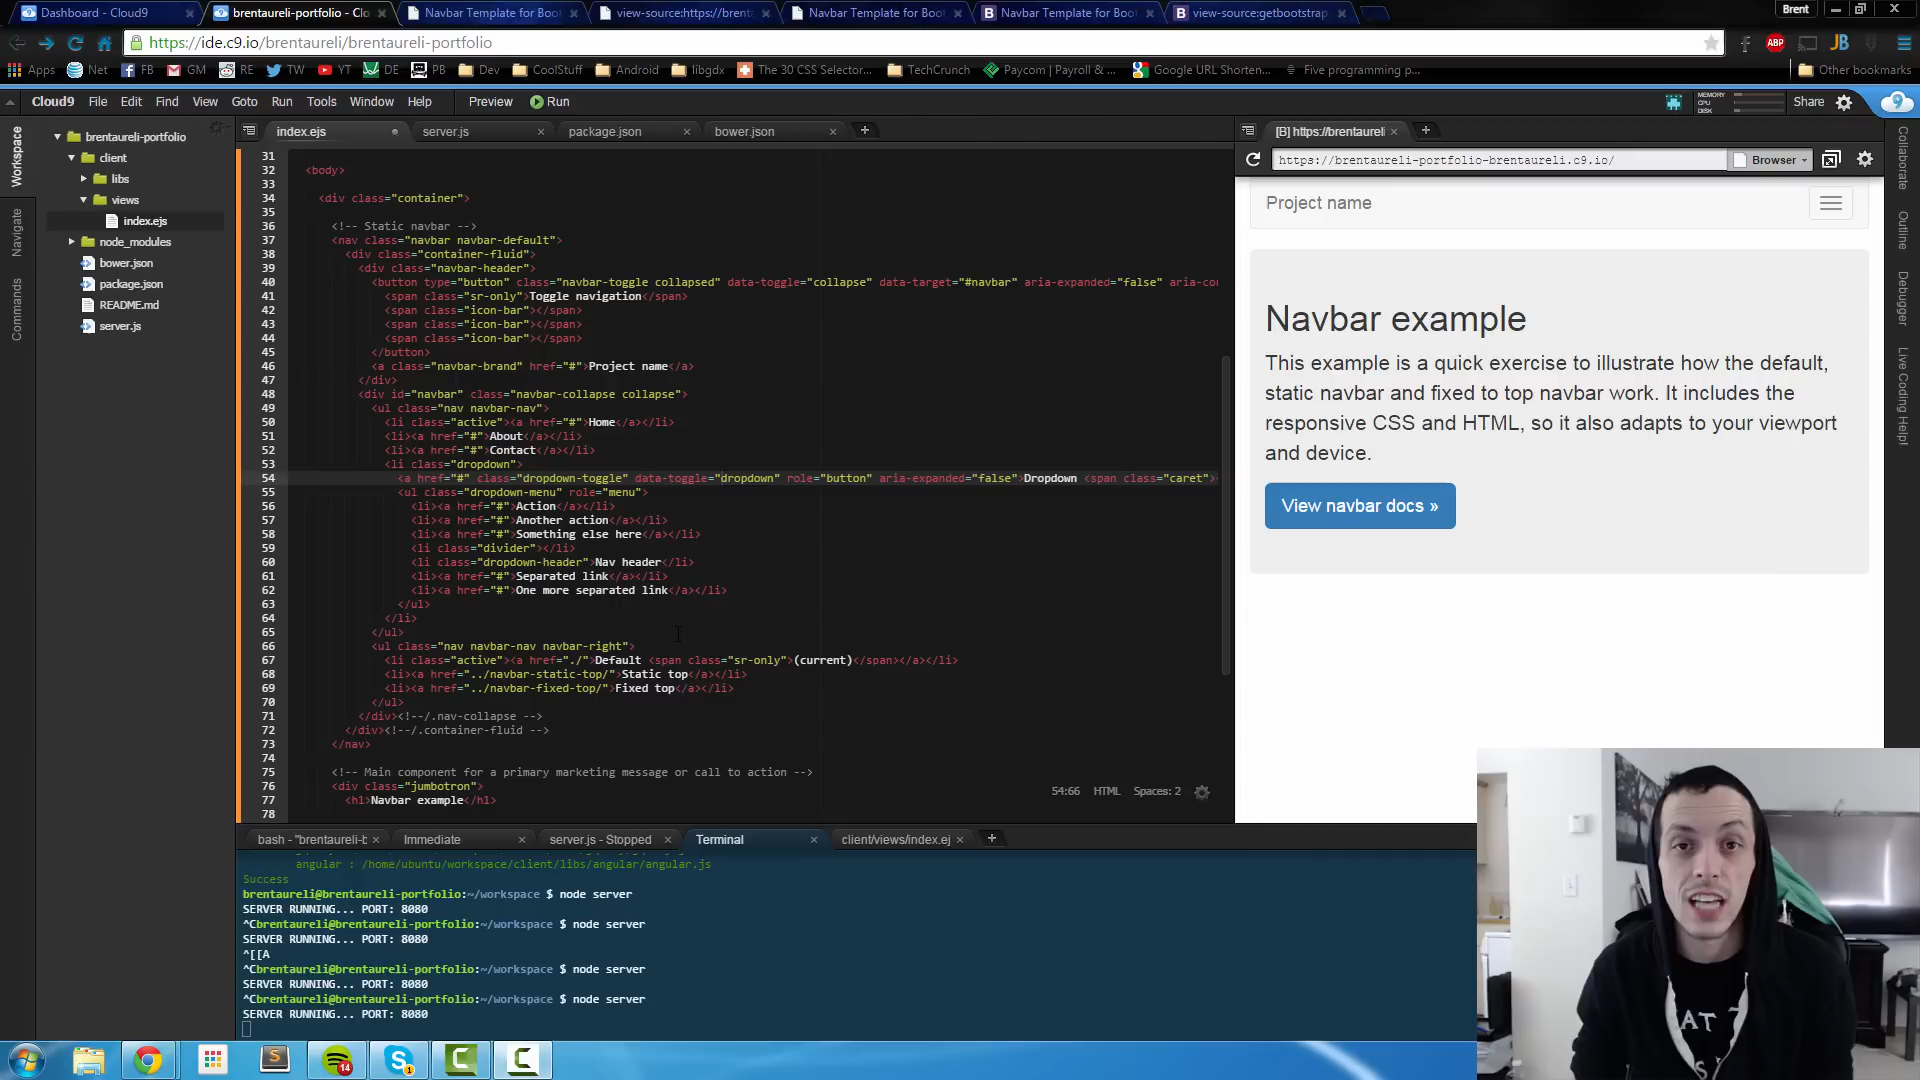 Dashboard - Cloud9
brentaureli-portfolio - Clo
Navbar Template for Boot
view-source:https://brenta
Navbar Template for Boot
Navbar Template for Boot
view-source:getbootstrap
Brent
https://ide.c9.io/brentaureli/brentaureli-portfolio
ABP
JB
Apps
Net
FB
GM
RE
TW
YT
DE
PB
Dev
CoolStuff
Android
libgdx
The 30 CSS Selector...
TechCrunch
Paycom | Payroll & ...
Google URL Shorten...
Five programming p...
Other bookmarks
Cloud9 File Edit Find View Goto Run Tools Window Help Preview Run
MEMORY
CPU
DISK
Share
Workspace
Navigate
Commands
brentaureli-portfolio
client
libs
views
index.ejs
node_modules
bower.json
package.json
README.md
server.js
index.ejs
server.js
package.json
bower.json
31
32 <body>
33
34 <div class="container">
35
36 <!-- Static navbar -->
37 <nav class="navbar navbar-default">
38 <div class="container-fluid">
39 <div class="navbar-header">
40 <button type="button" class="navbar-toggle collapsed" data-toggle="collapse" data-target="#navbar" aria-expanded="false" aria-co
41 <span class="sr-only">Toggle navigation</span>
42 <span class="icon-bar"></span>
43 <span class="icon-bar"></span>
44 <span class="icon-bar"></span>
45 </button>
46 <a class="navbar-brand" href="#">Project name</a>
47 </div>
48 <div id="navbar" class="navbar-collapse collapse">
49 <ul class="nav navbar-nav">
50 <li class="active"><a href="#">Home</a></li>
51 <li><a href="#">About</a></li>
52 <li><a href="#">Contact</a></li>
53 <li class="dropdown">
54 <a href="#" class="dropdown-toggle" data-toggle="dropdown" role="button" aria-expanded="false">Dropdown <span class="caret">
55 <ul class="dropdown-menu" role="menu">
56 <li><a href="#">Action</a></li>
57 <li><a href="#">Another action</a></li>
58 <li><a href="#">Something else here</a></li>
59 <li class="divider"></li>
60 <li class="dropdown-header">Nav header</li>
61 <li><a href="#">Separated link</a></li>
62 <li><a href="#">One more separated link</a></li>
63 </ul>
64 </li>
65 </ul>
66 <ul class="nav navbar-nav navbar-right">
67 <li class="active"><a href="./">Default <span class="sr-only">(current)</span></a></li>
68 <li><a href="../navbar-static-top/">Static top</a></li>
69 <li><a href="../navbar-fixed-top/">Fixed top</a></li>
70 </ul>
71 </div><!--/.nav-collapse -->
72 </div><!--/.container-fluid -->
73 </nav>
74
75 <!-- Main component for a primary marketing message or call to action -->
76 <div class="jumbotron">
77 <h1>Navbar example</h1>
78
54:66 HTML Spaces: 2
[B] https://brentaureli
https://brentaureli-portfolio-brentaureli.c9.io/
Browser
Project name
Navbar example
This example is a quick exercise to illustrate how the default,
static navbar and fixed to top navbar work. It includes the
responsive CSS and HTML, so it also adapts to your viewport
and device.
View navbar docs »
Collaborate
Outline
Debugger
Live Coding Help!
bash - "brentaureli-b
Immediate
server.js - Stopped
Terminal
client/views/index.ej
angular : /home/ubuntu/workspace/client/libs/angular/angular.js
Success
brentaureli@brentaureli-portfolio:~/workspace $ node server
SERVER RUNNING... PORT: 8080
^Cbrentaureli@brentaureli-portfolio:~/workspace $ node server
SERVER RUNNING... PORT: 8080
^[[A
^Cbrentaureli@brentaureli-portfolio:~/workspace $ node server
SERVER RUNNING... PORT: 8080
^Cbrentaureli@brentaureli-portfolio:~/workspace $ node server
SERVER RUNNING... PORT: 8080
14
1